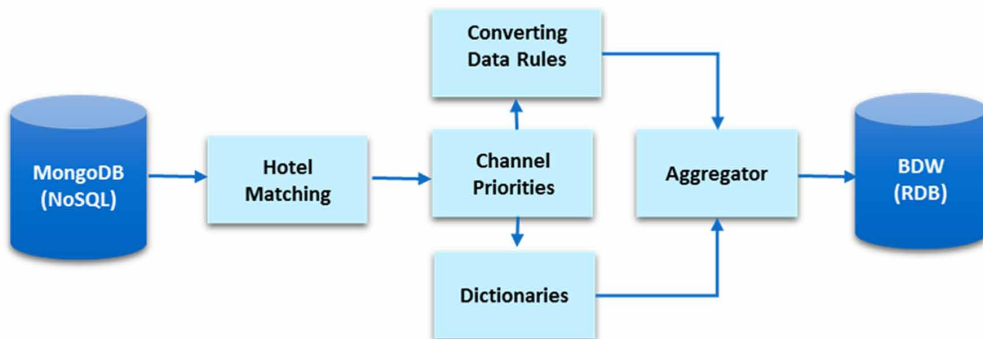 Converting
Data Rules
MongoDB
(NoSQL)
Hotel
Matching
Channel
Priorities
Aggregator
BDW
(RDB)
Dictionaries